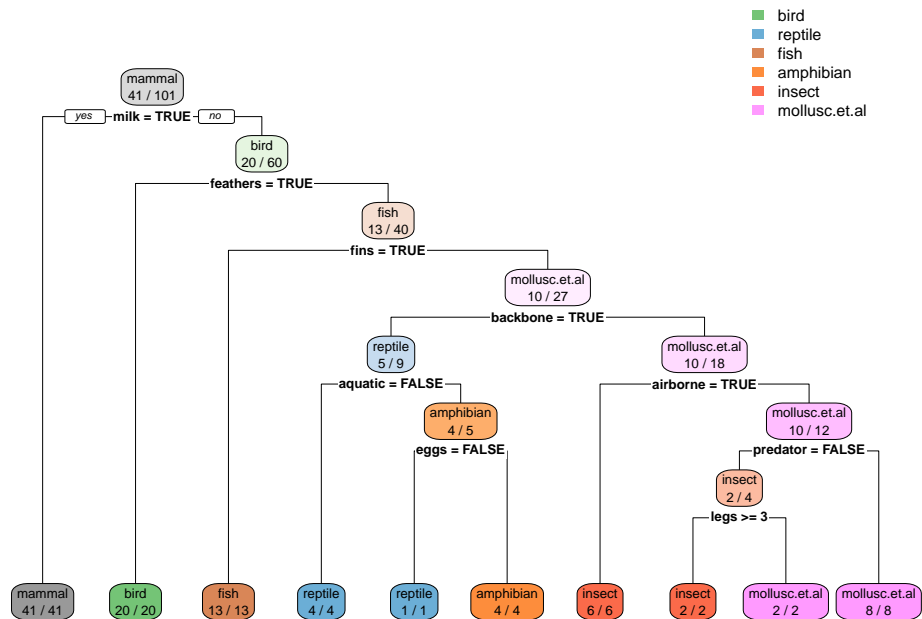 bird
reptile
fish
amphibian
insect
mollusc.et.al
mammal
41 / 101
yes
milk = TRUE
no
bird
20 / 60
feathers = TRUE
fish
13 / 40
fins = TRUE
mollusc.et.al
10 / 27
backbone = TRUE
reptile
5 / 9
mollusc.et.al
10 / 18
aquatic = FALSE
airborne = TRUE
amphibian
4 / 5
mollusc.et.al
10 / 12
eggs = FALSE
predator = FALSE
insect
2 / 4
legs >= 3
mammal
41 / 41
bird
20 / 20
fish
13 / 13
reptile
4 / 4
reptile
1 / 1
amphibian
4 / 4
insect
6 / 6
insect
2 / 2
mollusc.et.al
2 / 2
mollusc.et.al
8 / 8